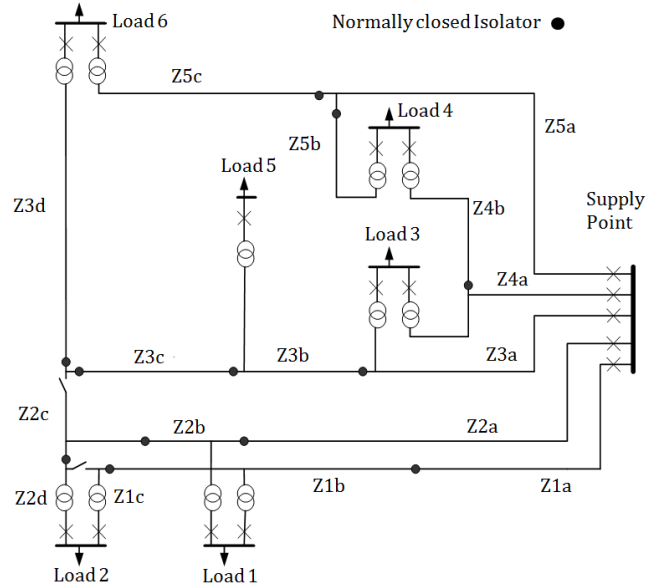 Load 6
Normally closed Isolator
Z5c
Load 4
Z5a
Z5b
Load 5
Supply
Point
Z3d
Z4b
Load 3
Z4a
Z3c
Z3b
Z3a
Z2c
Z2b
Z2a
Z2d
Z1c
Z1b
Z1a
Load 2
Load 1